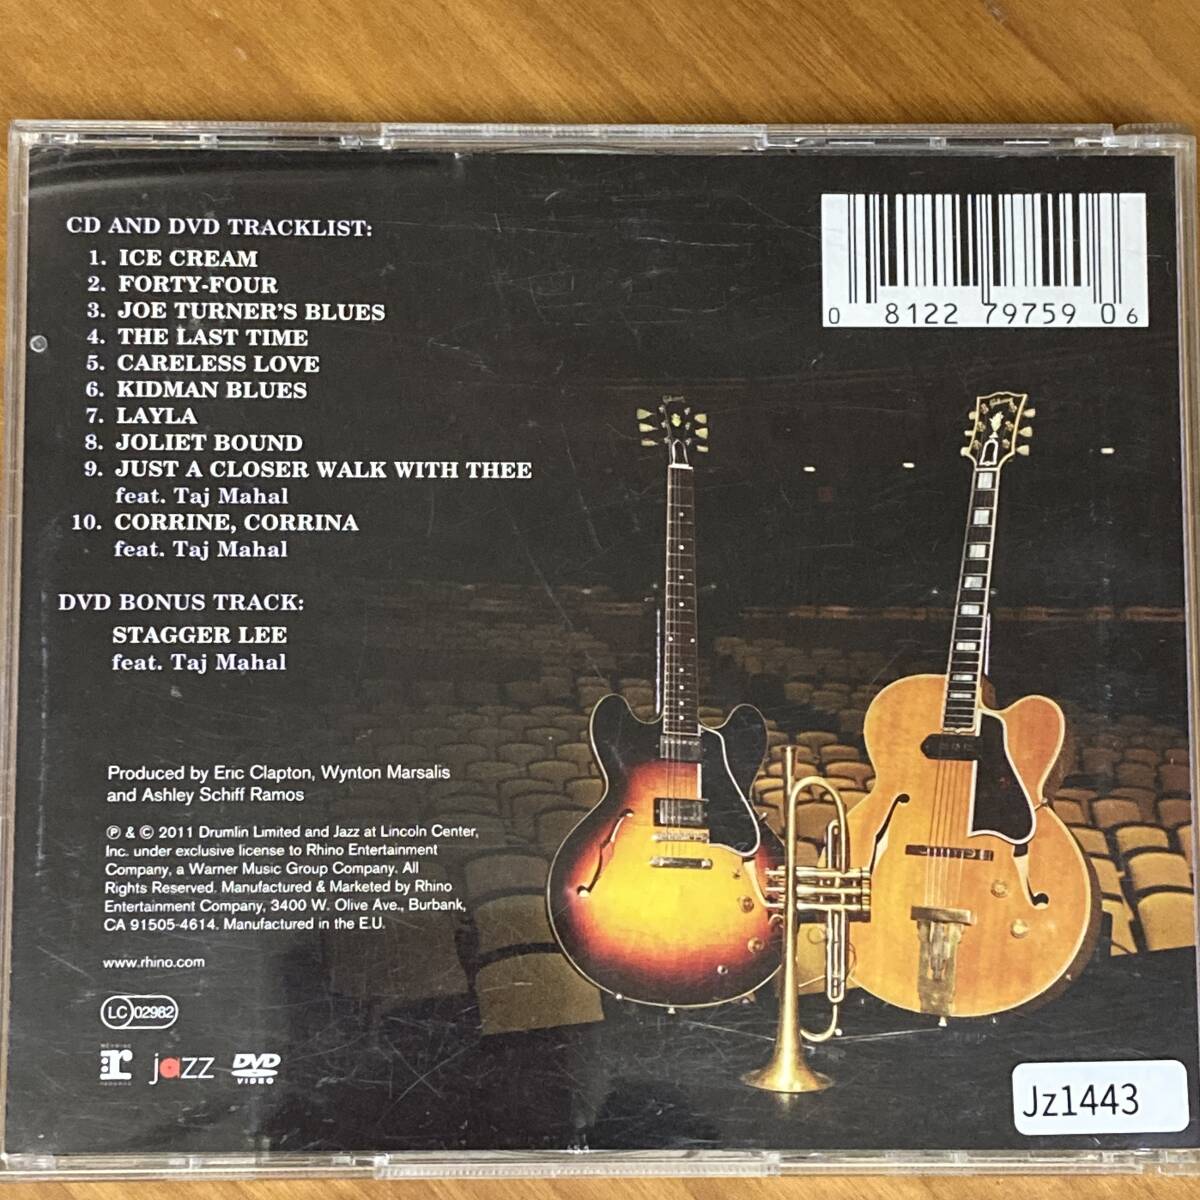 CD AND DVD TRACKLIST:
1. ICE CREAM
2. FORTY-FOUR
3. JOE TURNER'S BLUES
4. THE LAST TIME
5. CARELESS LOVE
6. KIDMAN BLUES
7. LAYLA
8. JOLIET BOUND
9. JUST A CLOSER WALK WITH THEE
feat. Taj Mahal
10. CORRINE, CORRINA
feat. Taj Mahal
DVD BONUS TRACK:
STAGGER LEE
feat. Taj Mahal
0 81227 97590 6
Produced by Eric Clapton, Wynton Marsalis
and Ashley Schiff Ramos
℗ & © 2011 Drumlin Limited and Jazz at Lincoln Center,
Inc. under exclusive license to Rhino Entertainment
Company, a Warner Music Group Company. All
Rights Reserved. Manufactured & Marketed by Rhino
Entertainment Company, 3400 W. Olive Ave., Burbank,
CA 91505-4614. Manufactured in the E.U.
www.rhino.com
LC 02982
r jazz DVD
VIDEO
Jz1443